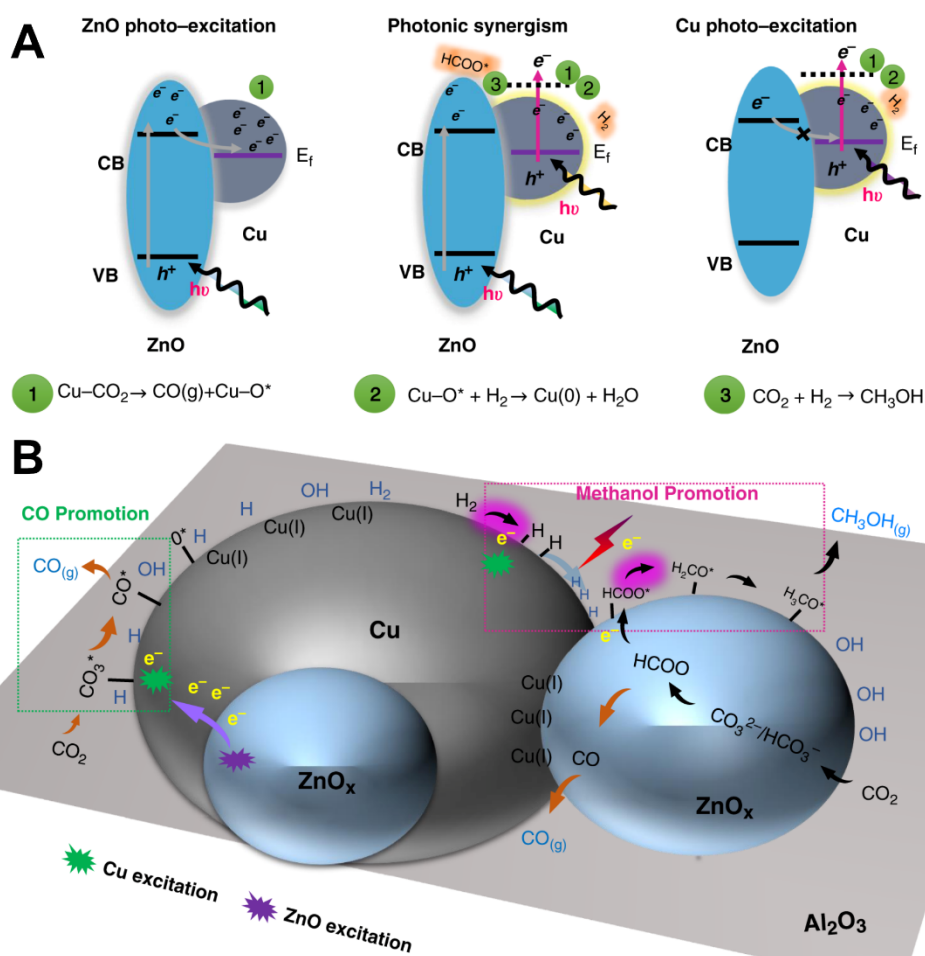 A
ZnO photo–excitation
Photonic synergism
Cu photo–excitation
1
e⁻ e⁻
e⁻
e⁻
e⁻
e⁻
e⁻ e⁻
e⁻
CB
E_f
Cu
VB
h⁺
hυ
ZnO
HCOO*
3
e⁻
1
2
H₂
e⁻
e⁻
e⁻
e⁻
e⁻
CB
E_f
h⁺
hυ
Cu
VB
h⁺
hυ
ZnO
e⁻
1
2
H₂
e⁻
e⁻
e⁻
e⁻
CB
E_f
h⁺
hυ
Cu
VB
ZnO
1 Cu–CO₂→ CO(g)+Cu–O*
2 Cu–O* + H₂→ Cu(0) + H₂O
3 CO₂ + H₂ → CH₃OH
B
CO Promotion
Methanol Promotion
CH₃OH(g)
H
OH
H₂
Cu(I)
Cu(I)
Cu(I)
H
O*
OH
CO(g)
CO*
H
CO₃*
e⁻
H
CO₂
e⁻ e⁻
e⁻
Cu
ZnOₓ
H₂
H
H
e⁻
e⁻
H
H
H
HCOO*
H₂CO*
H₃CO*
e⁻
HCOO
CO₃²⁻/HCO₃⁻
CO₂
OH
OH
OH
Cu(I)
Cu(I)
Cu(I)
CO
CO(g)
ZnOₓ
Cu excitation
ZnO excitation
Al₂O₃